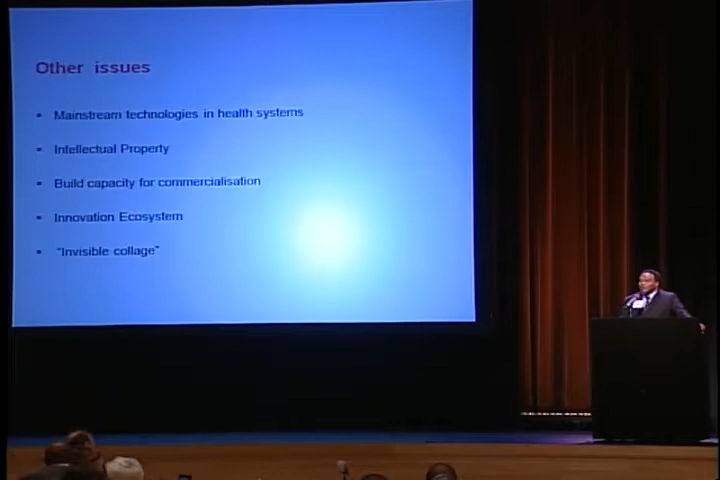 Other issues
Mainstream technologies in health systems
Intellectual Property
Build capacity for commercialisation
Innovation Ecosystem
"Invisible collage"